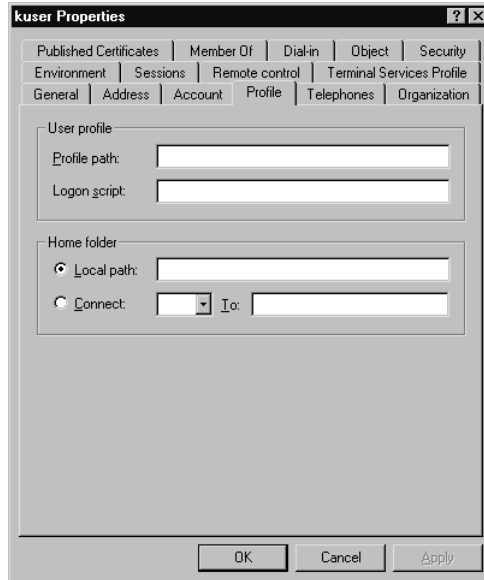 kuser Properties
Published Certificates Member Of Dial-in Object Security
Environment Sessions Remote control Terminal Services Profile
General Address Account Profile Telephones Organization
User profile
Profile path:
Logon script:
Home folder
Local path:
Connect: To:
OK Cancel Apply